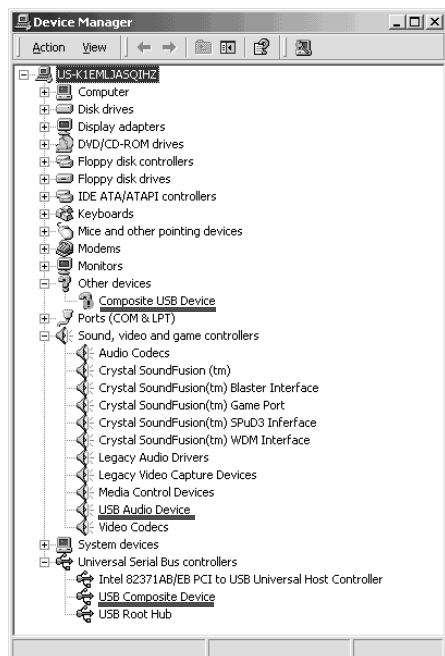 Device Manager
Action View
US-K1EMLJASQIHZ
Computer
Disk drives
Display adapters
DVD/CD-ROM drives
Floppy disk controllers
Floppy disk drives
IDE ATA/ATAPI controllers
Keyboards
Mice and other pointing devices
Modems
Monitors
Other devices
Composite USB Device
Ports (COM & LPT)
Sound, video and game controllers
Audio Codecs
Crystal SoundFusion (tm)
Crystal SoundFusion(tm) Blaster Interface
Crystal SoundFusion(tm) Game Port
Crystal SoundFusion(tm) SPuD3 Inferface
Crystal SoundFusion(tm) WDM Interface
Legacy Audio Drivers
Legacy Video Capture Devices
Media Control Devices
USB Audio Device
Video Codecs
System devices
Universal Serial Bus controllers
Intel 82371AB/EB PCI to USB Universal Host Controller
USB Composite Device
USB Root Hub